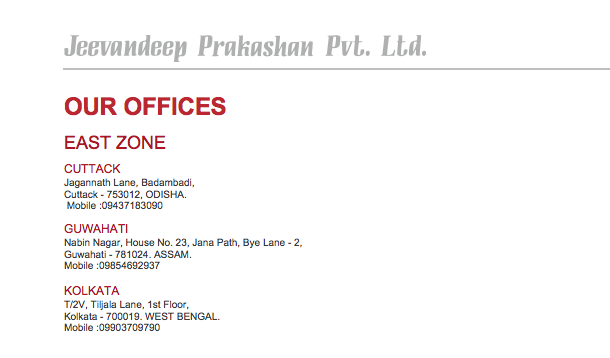 Jeevandeep Prakashan Pvt. Ltd.
OUR OFFICES
EAST ZONE
CUTTACK
Jagannath Lane, Badambadi,
Cuttack - 753012, ODISHA.
Mobile :09437183090
GUWAHATI
Nabin Nagar, House No. 23, Jana Path, Bye Lane - 2,
Guwahati - 781024. ASSAM.
Mobile :09854692937
KOLKATA
T/2V, Tiljala Lane, 1st Floor,
Kolkata - 700019. WEST BENGAL.
Mobile :09903709790